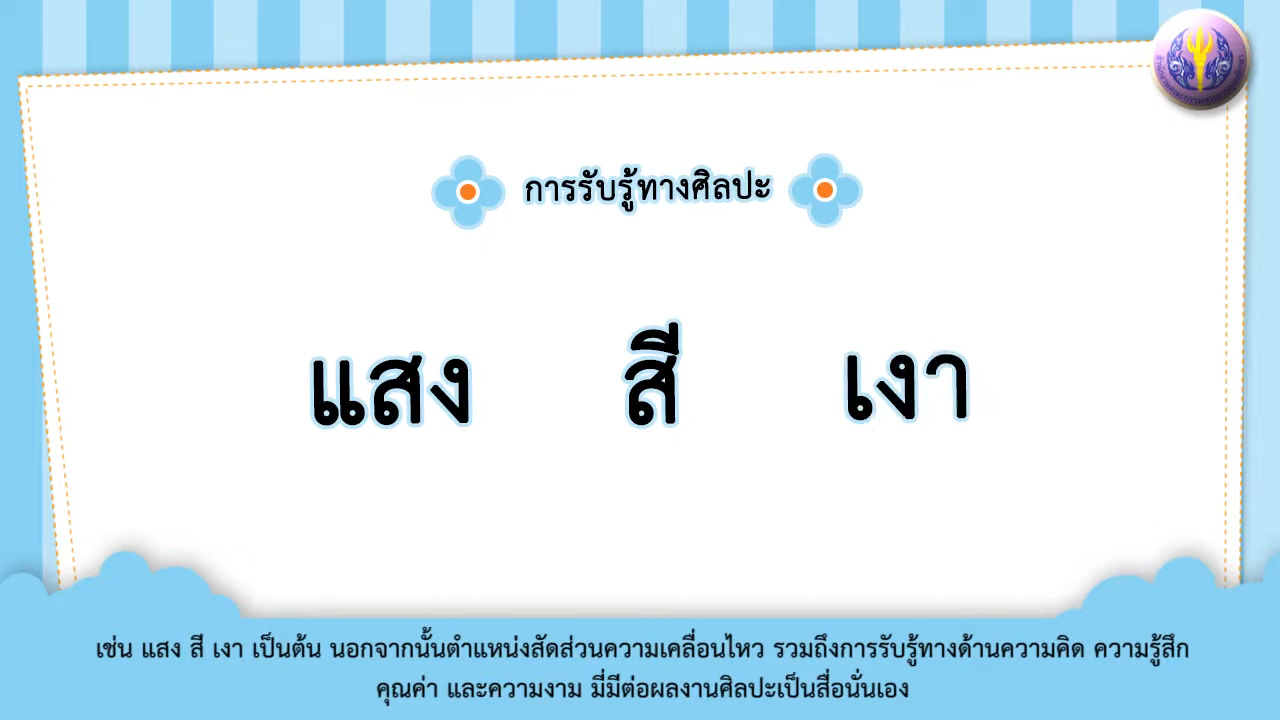 การรับรู้ทางศิลปะ
แสง สี เงา
เช่น แสง สี เงา เป็นต้น นอกจากนั้นตำแหน่งสัดส่วนความเคลื่อนไหว รวมถึงการรับรู้ทางด้านความคิด ความรู้สึก
คุณค่า และความงาม มี่มีต่อผลงานศิลปะเป็นสื่อนั่นเอง